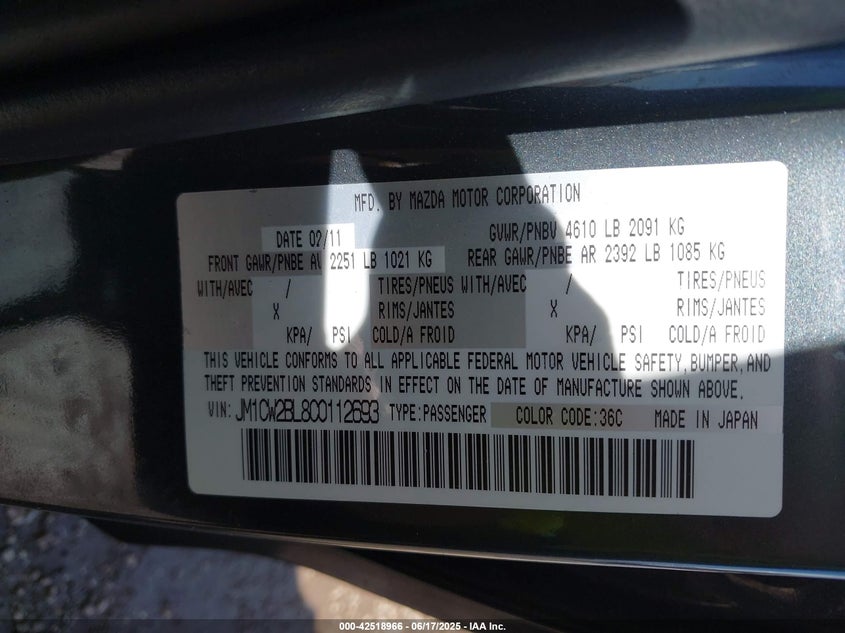 MFD. BY MAZDA MOTOR CORPORATION
DATE 02/11 GVWR/PNBV 4610 LB 2091 KG
FRONT GAWR/PNBE AV 2251 LB 1021 KG REAR GAWR/PNBE AR 2392 LB 1085 KG
WITH/AVEC / TIRES/PNEUS WITH/AVEC / TIRES/PNEUS
X RIMS/JANTES X RIMS/JANTES
KPA/ PSI COLD/A FROID KPA/ PSI COLD/A FROID
THIS VEHICLE CONFORMS TO ALL APPLICABLE FEDERAL MOTOR VEHICLE SAFETY,BUMPER,AND
THEFT PREVENTION STANDARDS IN EFFECT ON THE DATE OF MANUFACTURE SHOWN ABOVE.
VIN: JM1CW2BL8C0112693 TYPE:PASSENGER COLOR CODE:36C MADE IN JAPAN
000-42518966 - 06/17/2025 - IAA Inc.